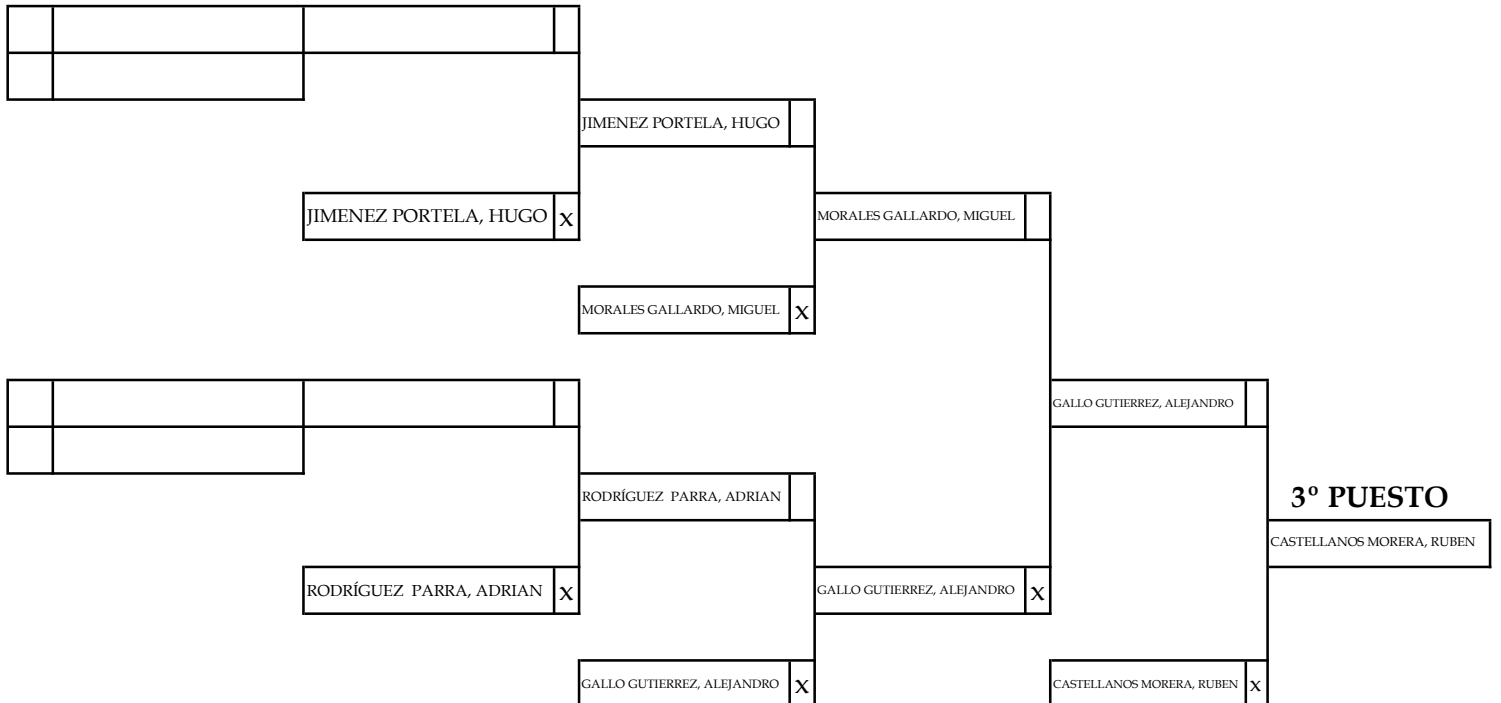 JIMENEZ PORTELA, HUGO
JIMENEZ PORTELA, HUGO x
MORALES GALLARDO, MIGUEL
MORALES GALLARDO, MIGUEL x
GALLO GUTIERREZ, ALEJANDRO
RODRÍGUEZ PARRA, ADRIAN
3º PUESTO
CASTELLANOS MORERA, RUBEN
RODRÍGUEZ PARRA, ADRIAN x
GALLO GUTIERREZ, ALEJANDRO x
GALLO GUTIERREZ, ALEJANDRO x
CASTELLANOS MORERA, RUBEN x